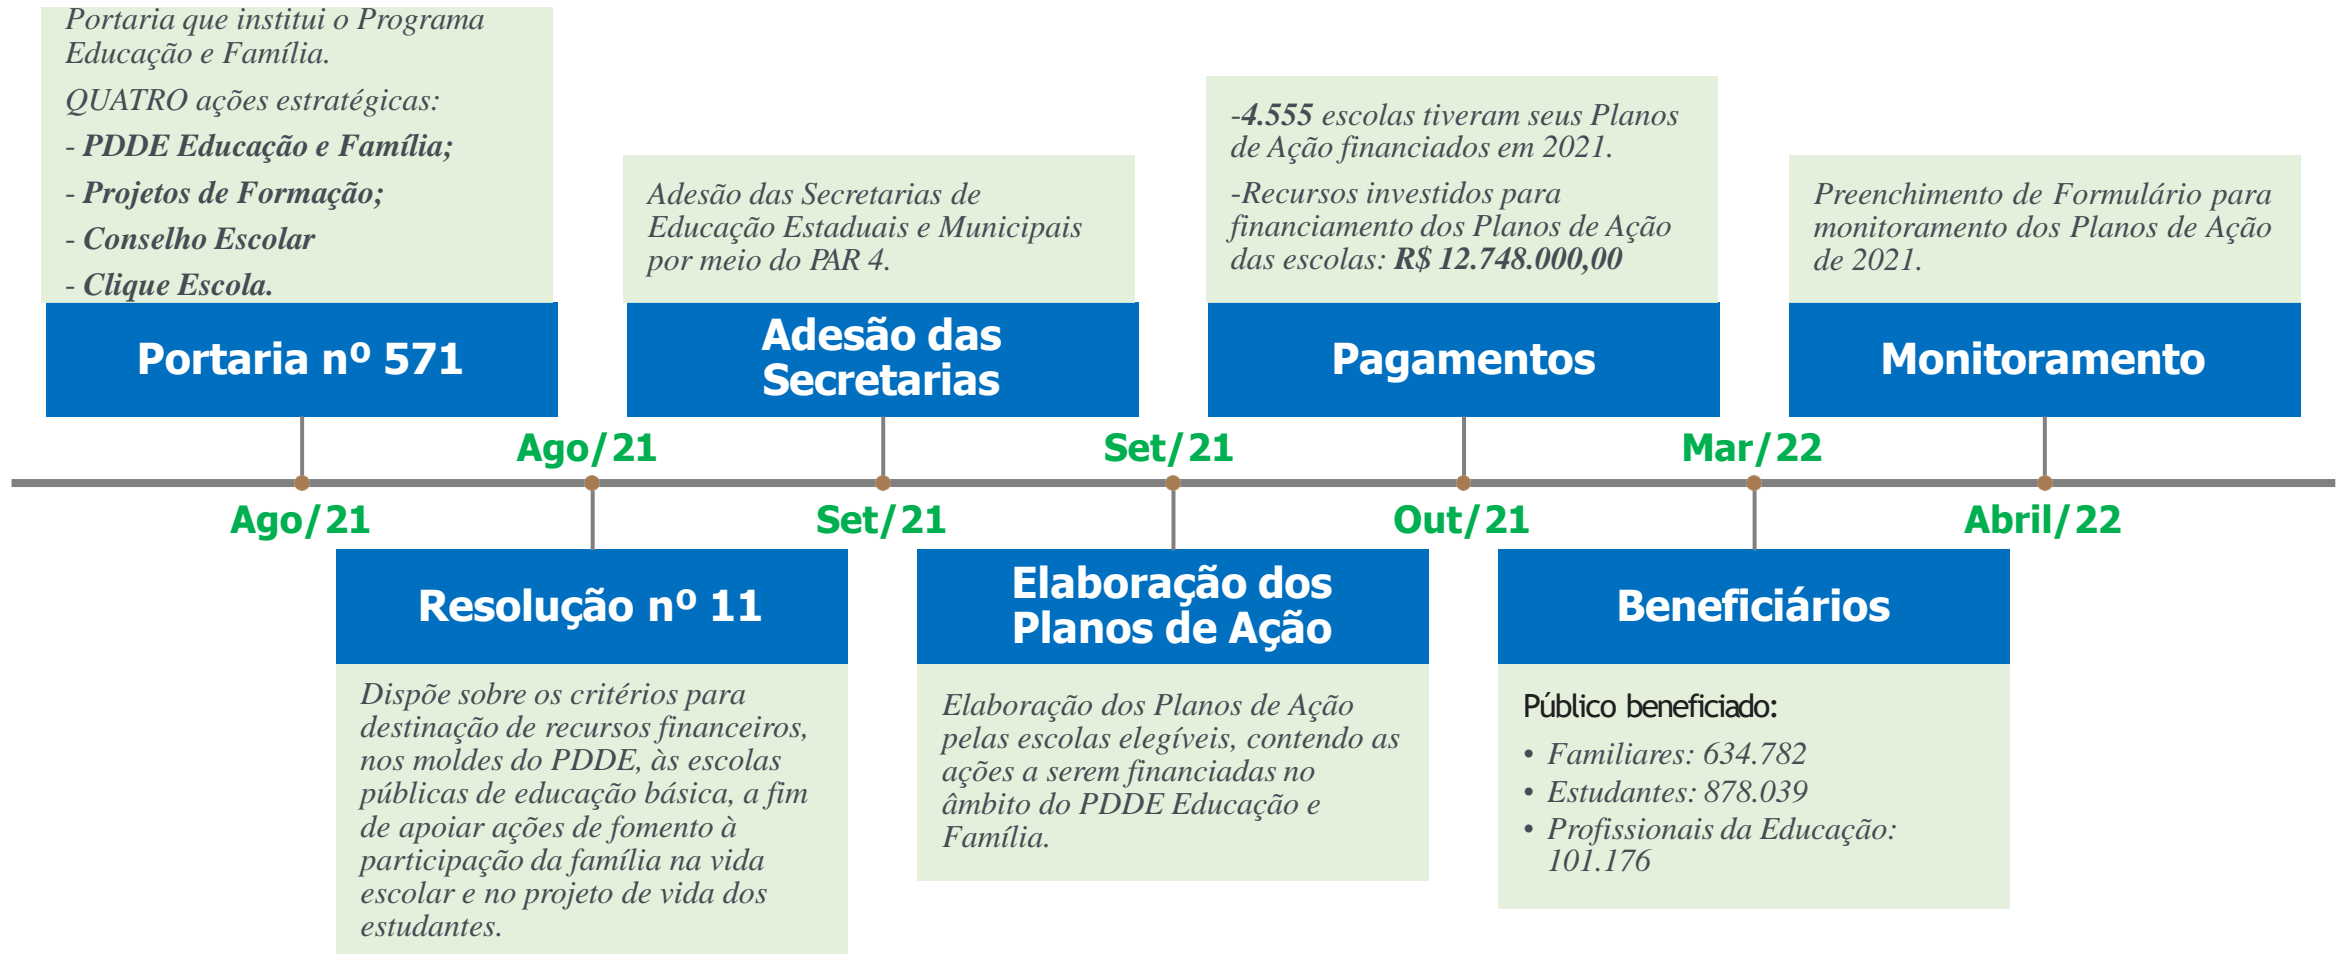 Portaria que institui o Programa
Educação e Família.
QUATRO ações estratégicas:
- PDDE Educação e Família;
- Projetos de Formação;
- Conselho Escolar
- Clique Escola.
Portaria nº 571
Ago/21
Ago/21
Resolução nº 11
Dispõe sobre os critérios para
destinação de recursos financeiros,
nos moldes do PDDE, às escolas
públicas de educação básica, a fim
de apoiar ações de fomento à
participação da família na vida
escolar e no projeto de vida dos
estudantes.
Adesão das Secretarias de
Educação Estaduais e Municipais
por meio do PAR 4.
Adesão das
Secretarias
Set/21
Set/21
Elaboração dos
Planos de Ação
Elaboração dos Planos de Ação
pelas escolas elegíveis, contendo as
ações a serem financiadas no
âmbito do PDDE Educação e
Família.
-4.555 escolas tiveram seus Planos
de Ação financiados em 2021.
-Recursos investidos para
financiamento dos Planos de Ação
das escolas: R$ 12.748.000,00
Pagamentos
Out/21
Mar/22
Beneficiários
Público beneficiado:
• Familiares: 634.782
• Estudantes: 878.039
• Profissionais da Educação:
101.176
Preenchimento de Formulário para
monitoramento dos Planos de Ação
de 2021.
Monitoramento
Abril/22